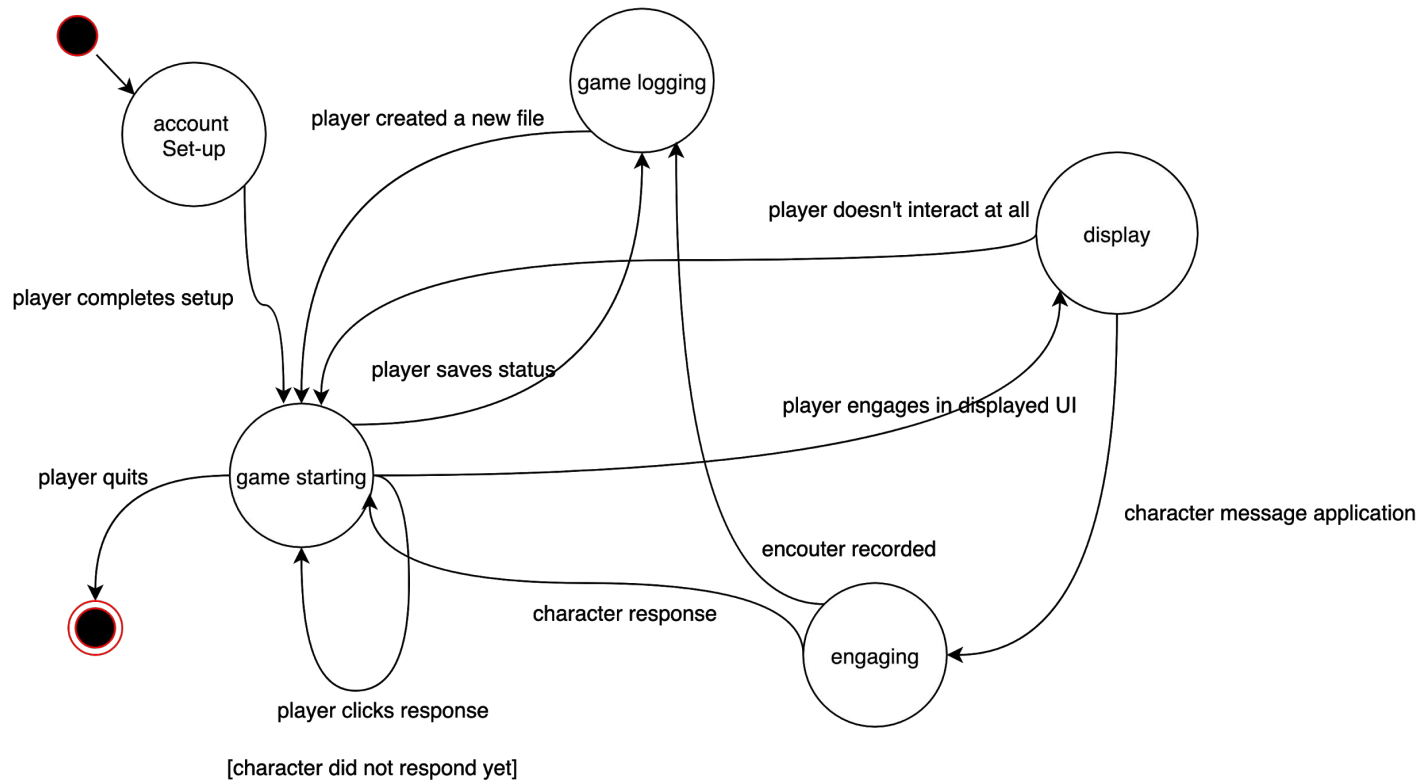 game logging
player created a new file
account
Set-up
player doesn't interact at all
display
player completes setup
player saves status
player engages in displayed UI
player quits
game starting
character message application
encouter recorded
character response
engaging
player clicks response
[character did not respond yet]